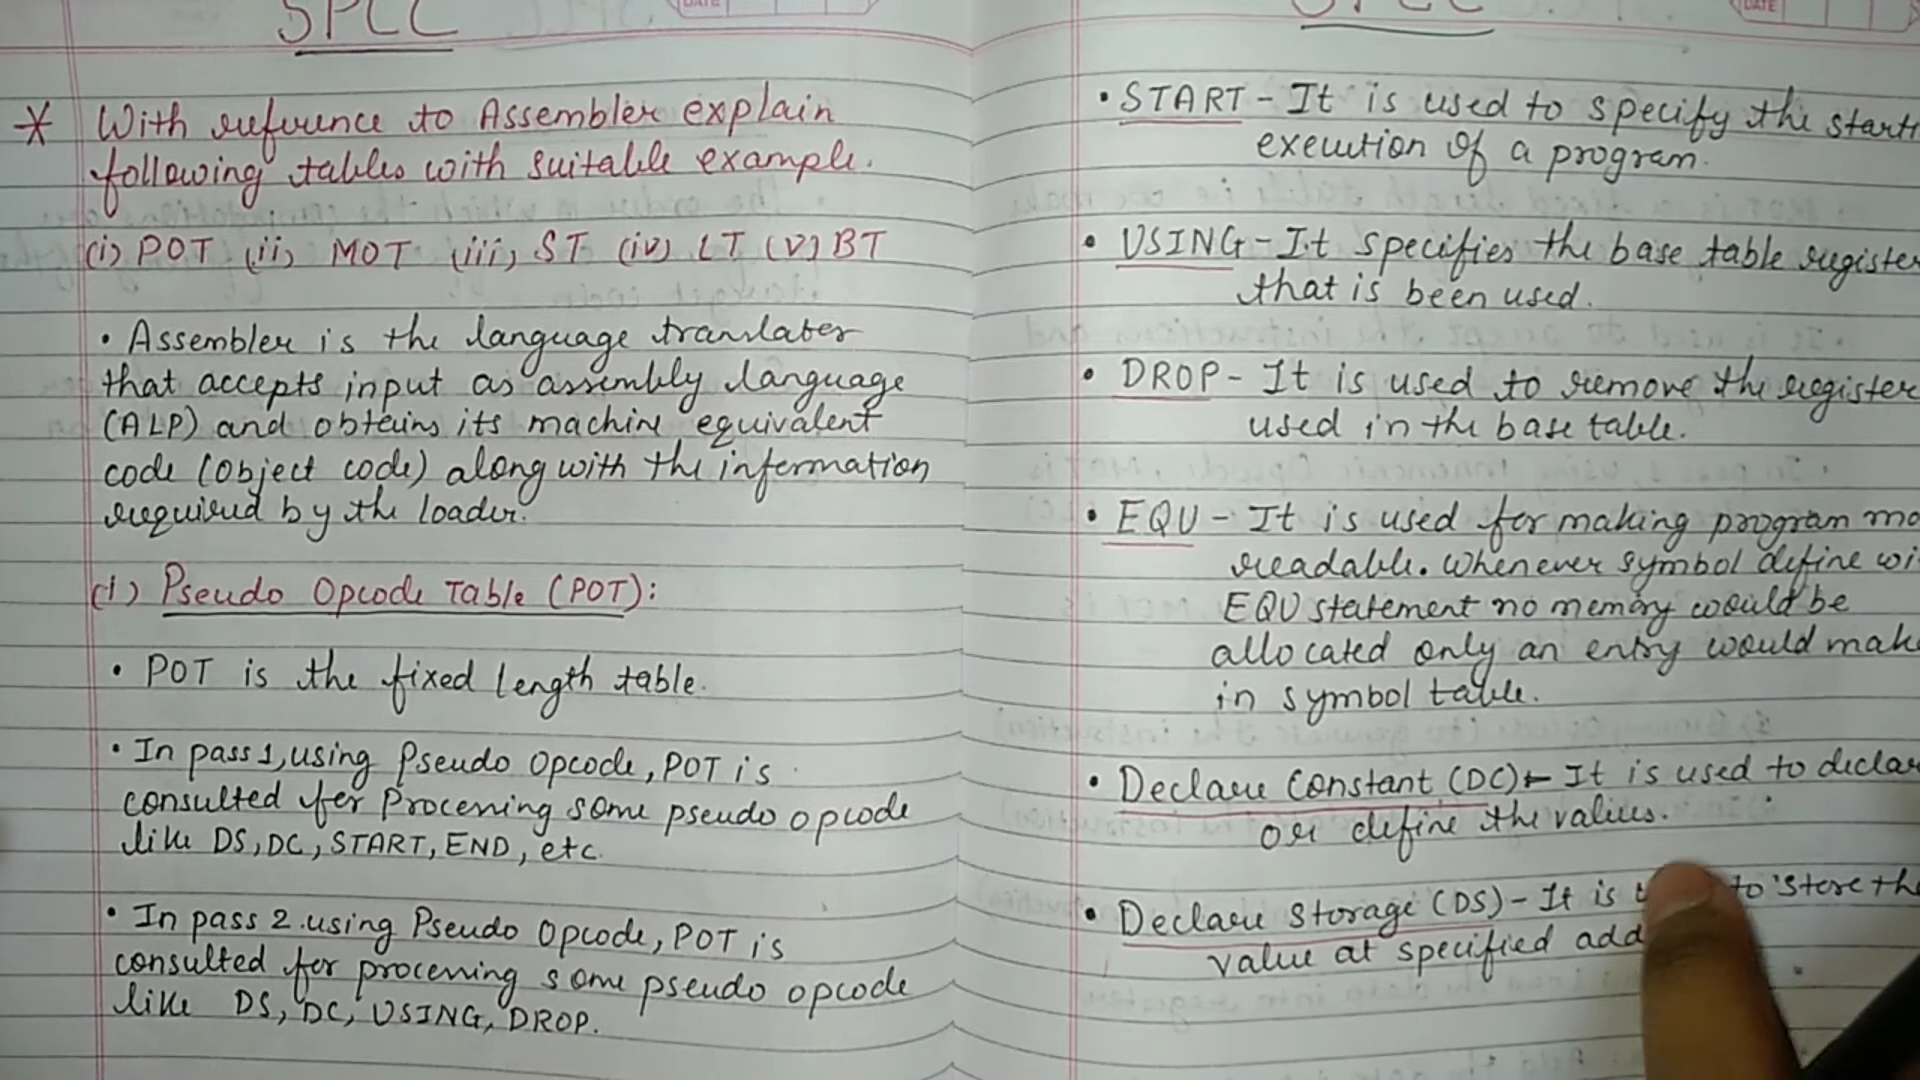 SPCC
* With reference to Assembler explain
following tables with suitable example.
(i) POT (ii) MOT (iii) ST (iv) LT (v) BT
• Assembler is the language translater
that accepts input as assembly language
(ALP) and obtains its machine equivalent
code (object code) along with the information
required by the loader.
(1) Pseudo Opcode Table (POT):
• POT is the fixed length table.
• In pass 1, using Pseudo Opcode, POT is
consulted for Processing some pseudo opcode
like DS, DC, START, END, etc.
• In pass 2 using Pseudo Opcode, POT is
consulted for processing some pseudo opcode
like DS, DC, USING, DROP.
DATE
• START - It is used to specify the
execution of a program.
• USING - It specifies the base table register
that is been used.
• DROP - It is used to remove the register
used in the base table.
• EQU - It is used for making program
readable. Whenever symbol define
EQU statement no memory would be
allocated only an entry would
in symbol table.
• Declare Constant (DC) - It is used to
or define the values.
• Declare Storage (DS) - It is to store
value at specified